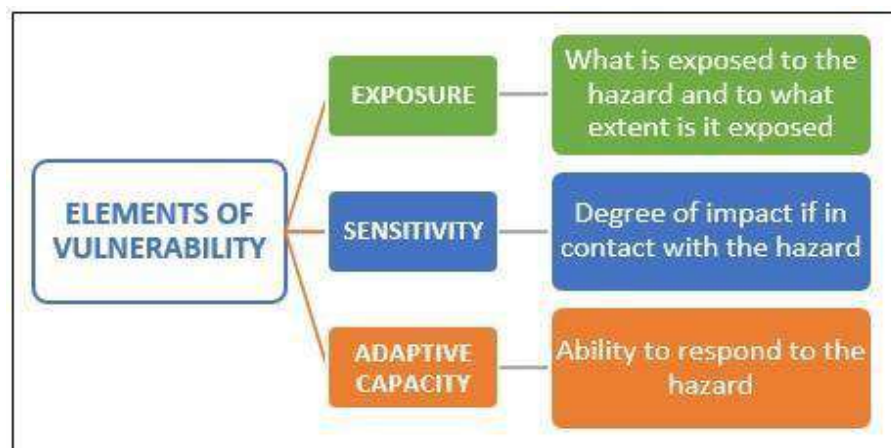 ELEMENTS OF
VULNERABILITY
EXPOSURE
What is exposed to the
hazard and to what
extent is it exposed
SENSITIVITY
Degree of impact if in
contact with the hazard
ADAPTIVE
CAPACITY
Ability to respond to the
hazard